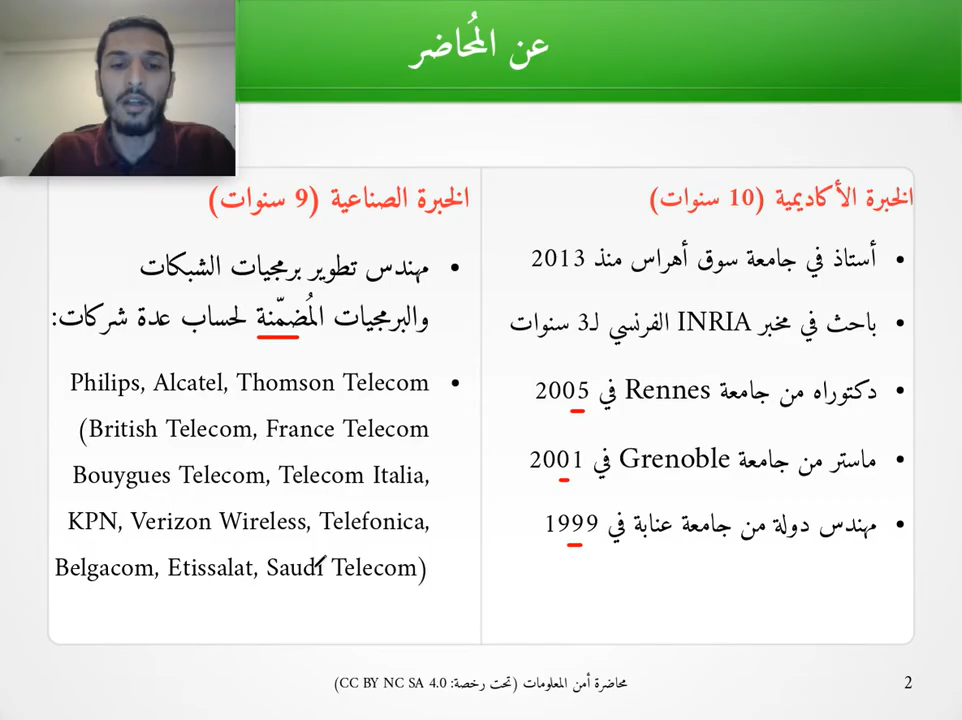 عن المُحاضر
الخبرة الأكاديمية (10 سنوات)
• أستاذ في جامعة سوق أهراس منذ 2013
• باحث في مخبر INRIA الفرنسي لـ3 سنوات
• دكتوراه من جامعة Rennes في 2005
• ماستر من جامعة Grenoble في 2001
• مهندس دولة من جامعة عنابة في 1999
الخبرة الصناعية (9 سنوات)
• مهندس تطوير برمجيات الشبكات
والبرمجيات المُضمّنة لحساب عدة شركات:
• Philips, Alcatel, Thomson Telecom
(British Telecom, France Telecom
Bouygues Telecom, Telecom Italia,
KPN, Verizon Wireless, Telefonica,
Belgacom, Etissalat, Saudi Telecom)
محاضرة أمن المعلومات (تحت رخصة: CC BY NC SA 4.0)
2